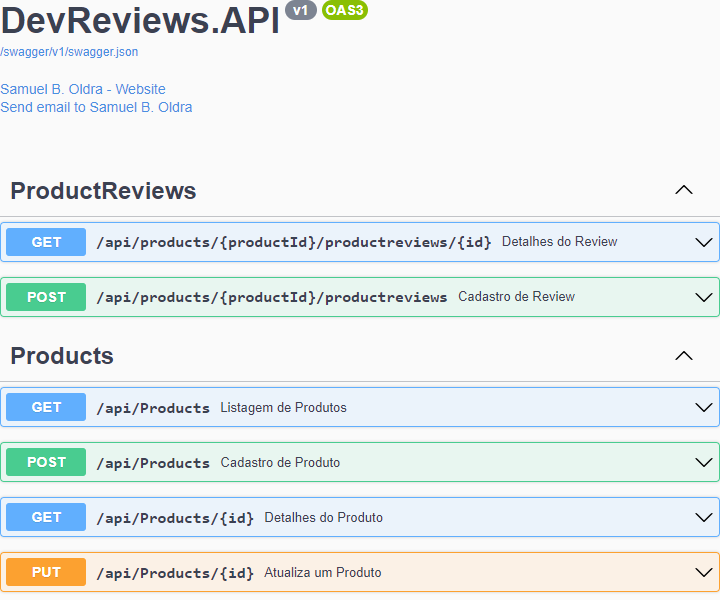 DevReviews.API v1 OAS3
/swagger/v1/swagger.json
Samuel B. Oldra - Website
Send email to Samuel B. Oldra
ProductReviews
GET /api/products/{productId}/productreviews/{id} Detalhes do Review
POST /api/products/{productId}/productreviews Cadastro de Review
Products
GET /api/Products Listagem de Produtos
POST /api/Products Cadastro de Produto
GET /api/Products/{id} Detalhes do Produto
PUT /api/Products/{id} Atualiza um Produto